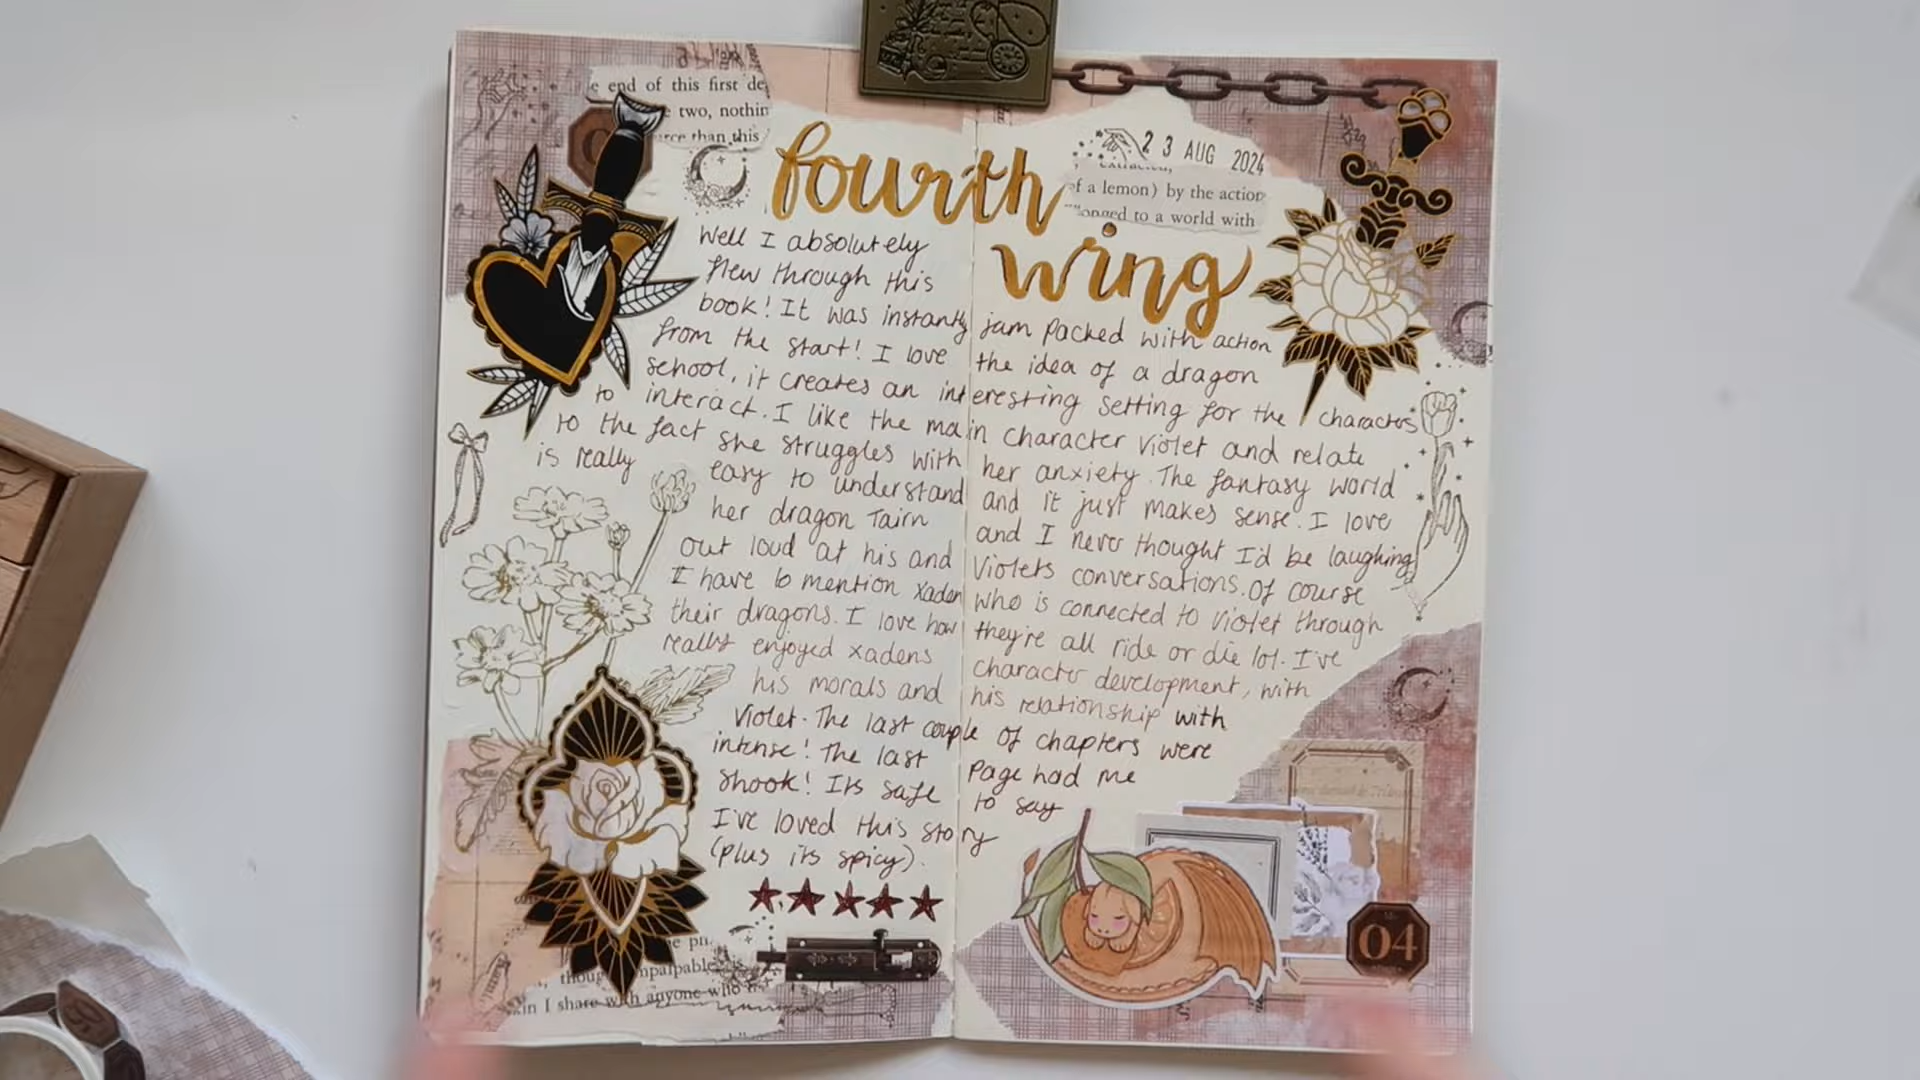 e end of this first de
e two, nothin
urce than this
fourth
wing
2 3 AUG 2024
of a lemon) by the action
onged to a world with
Well I absolutely
flew through this
book! It was instantly jam packed with action
from the start! I love the idea of a dragon
school, it creates an interesting setting for the characters
to interact. I like the main character Violet and relate
to the fact she struggles with her anxiety. The fantasy world
is really easy to understand and it just makes sense. I love
her dragon Tairn and I never thought I'd be laughing
out loud at his and Violets conversations. Of course
I have to mention Xaden who is connected to Violet through
their dragons. I love how they're all ride or die lol. I've
really enjoyed xadens character development, with
his morals and his relationship with
Violet. The last couple of chapters were
intense! The last page had me
shook! Its safe to say
I've loved this story
(plus its spicy).
e pn
though impalpable
in I share with anyone who
04